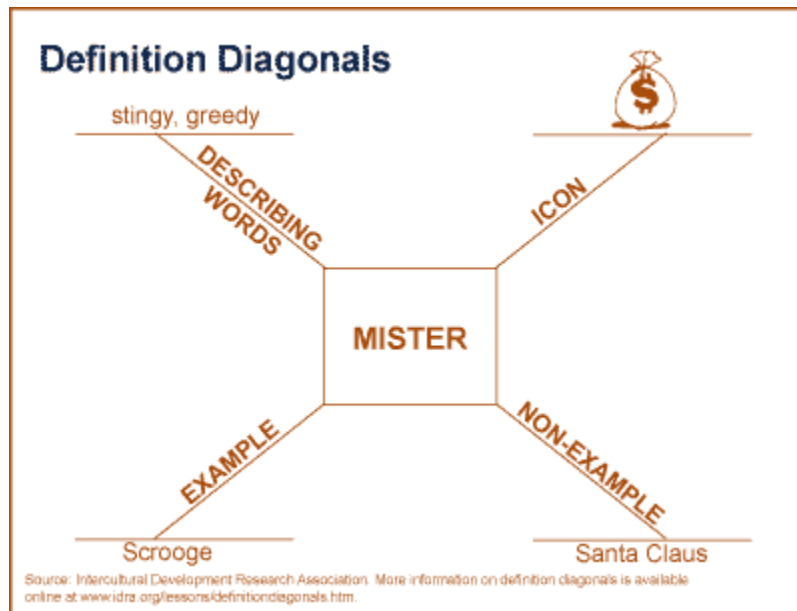 Definition Diagonals
stingy, greedy
$
DESCRIBING
WORDS
ICON
MISTER
EXAMPLE
NON-EXAMPLE
Scrooge
Santa Claus
Source: Intercultural Development Research Association. More information on definition diagonals is available
online at www.idra.org/lessons/definitiondiagonals.htm.